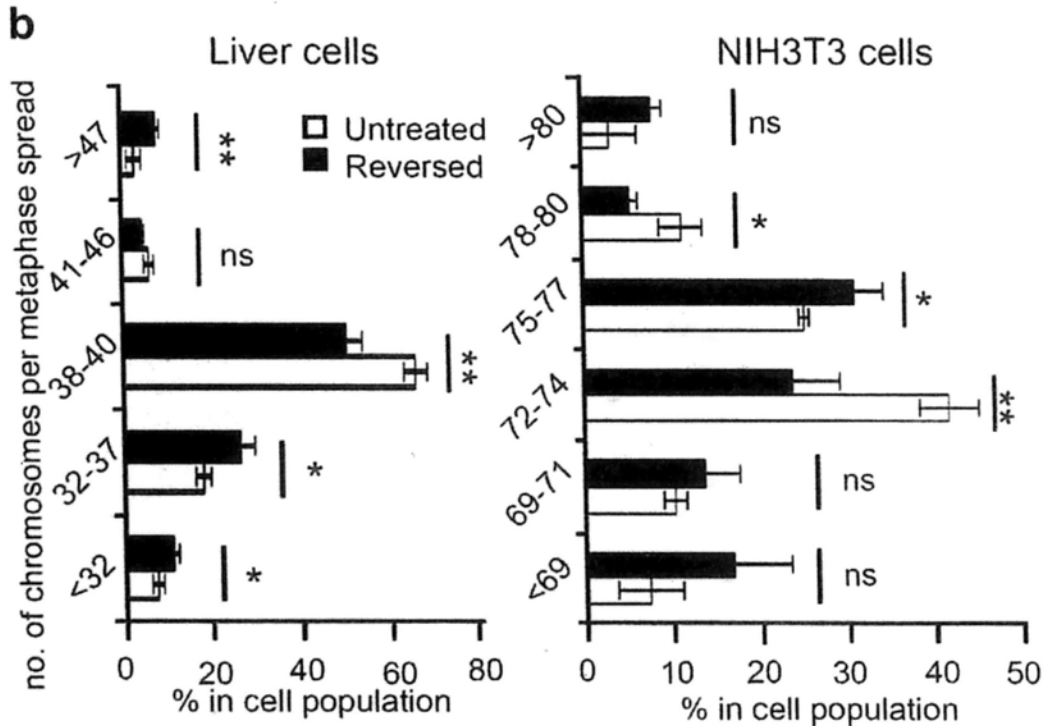 b
Liver cells
NIH3T3 cells
no. of chromosomes per metaphase spread
Untreated
Reversed
>47
**
41-46
ns
38-40
**
32-37
*
<32
*
0 20 40 60 80
% in cell population
>80
ns
78-80
*
75-77
*
72-74
**
69-71
ns
<69
ns
0 10 20 30 40 50
% in cell population